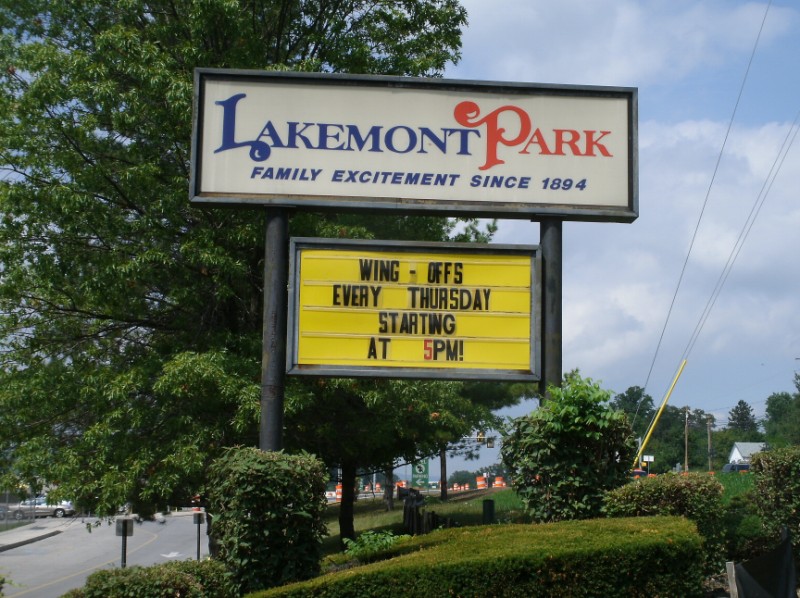 LAKEMONT PARK
FAMILY EXCITEMENT SINCE 1894
WING - OFFS
EVERY THURSDAY
STARTING
AT 5PM!